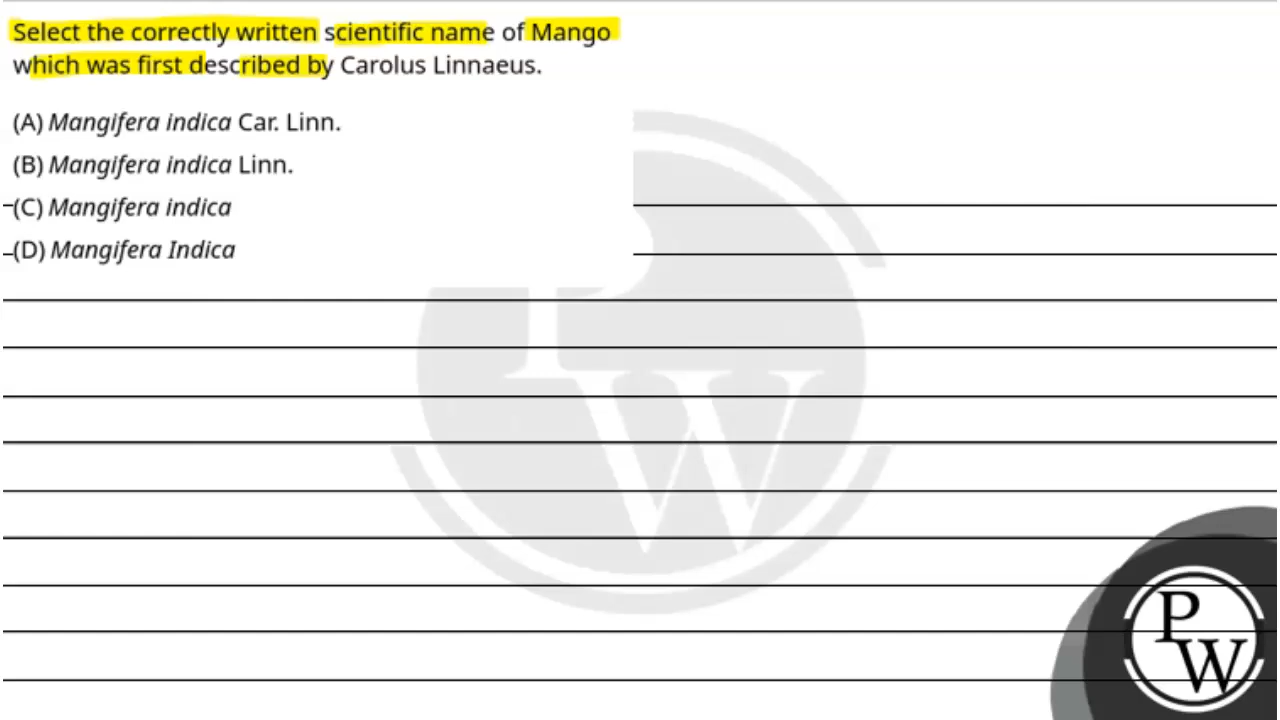 Select the correctly written scientific name of Mango
which was first described by Carolus Linnaeus.
(A) Mangifera indica Car. Linn.
(B) Mangifera indica Linn.
(C) Mangifera indica
(D) Mangifera Indica
PW
PW